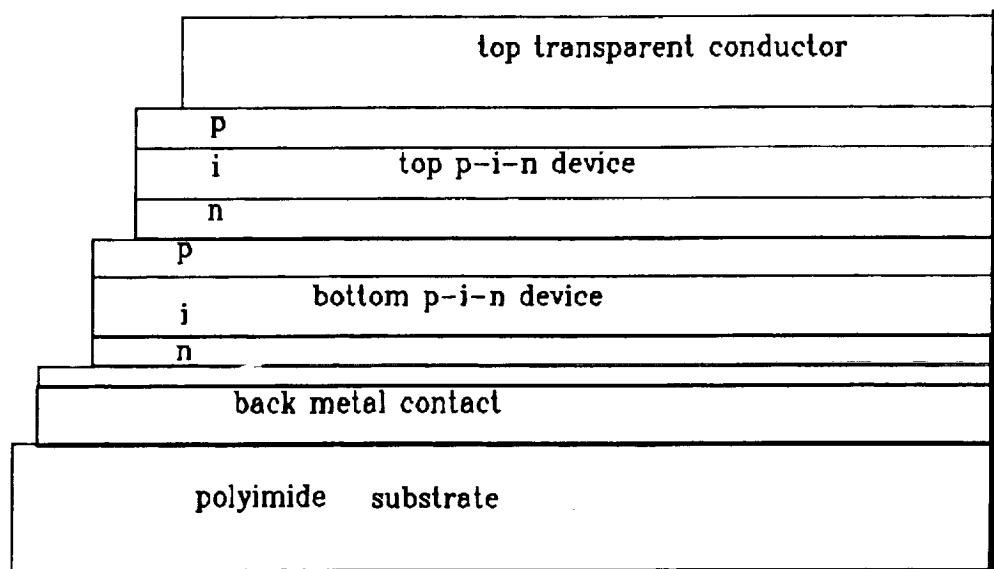 top transparent conductor
p
i top p-i-n device
n
p
bottom p-i-n device
i
n
back metal contact
polyimide substrate